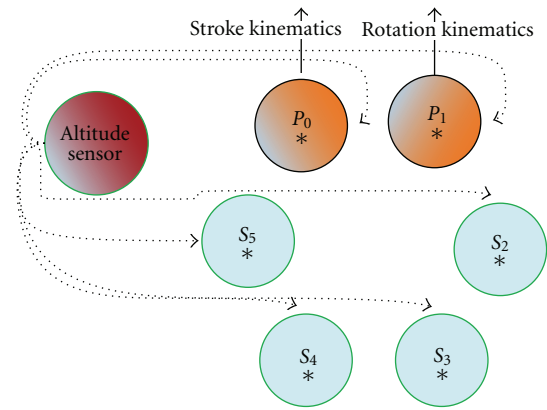 Stroke kinematics Rotation kinematics
Altitude
sensor
P0
*
P1
*
S5
*
S2
*
S4
*
S3
*